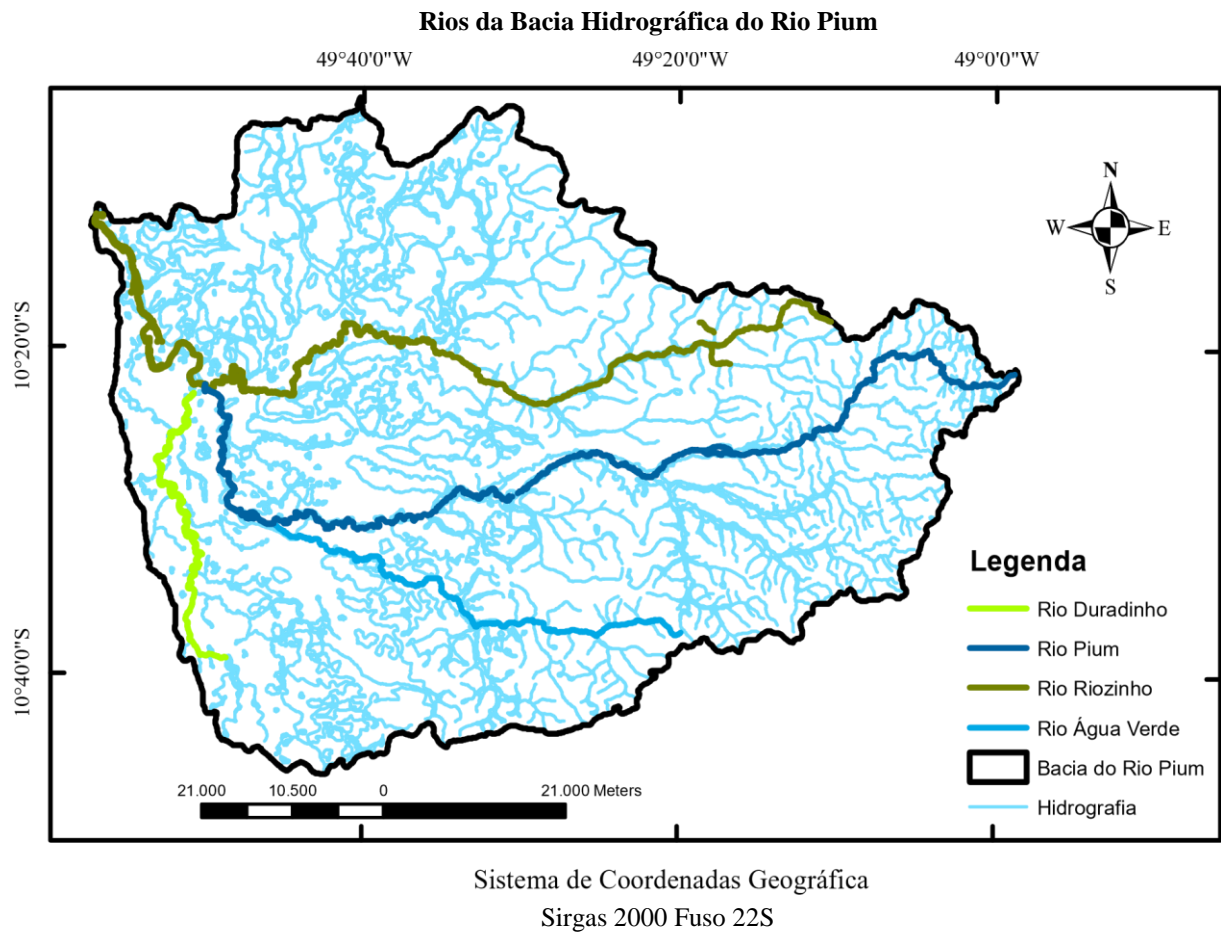 Rios da Bacia Hidrográfica do Rio Pium
49°40'0"W 49°20'0"W 49°0'0"W
N
W E
S
10°20'0"S
10°40'0"S
Legenda
Rio Duradinho
Rio Pium
Rio Riozinho
Rio Água Verde
Bacia do Rio Pium
Hidrografia
21.000 10.500 0 21.000 Meters
Sistema de Coordenadas Geográfica
Sirgas 2000 Fuso 22S